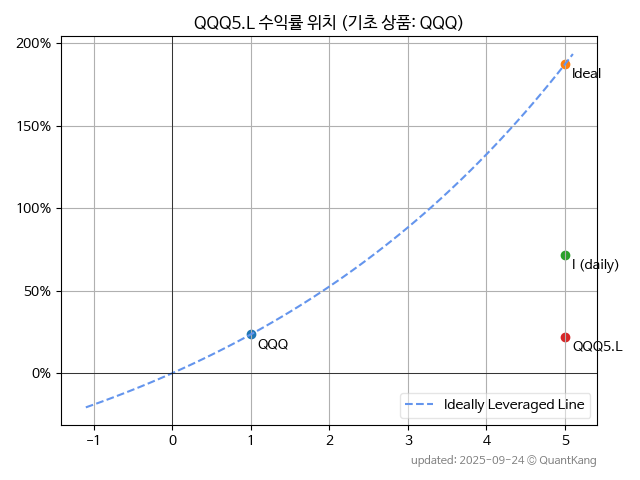 QQQ5.L 수익률 위치 (기초 상품: QQQ)
200%
Ideal
150%
100%
I (daily)
50%
QQQ
QQQ5.L
0%
Ideally Leveraged Line
-1 0 1 2 3 4 5
updated: 2025-09-24 © QuantKang